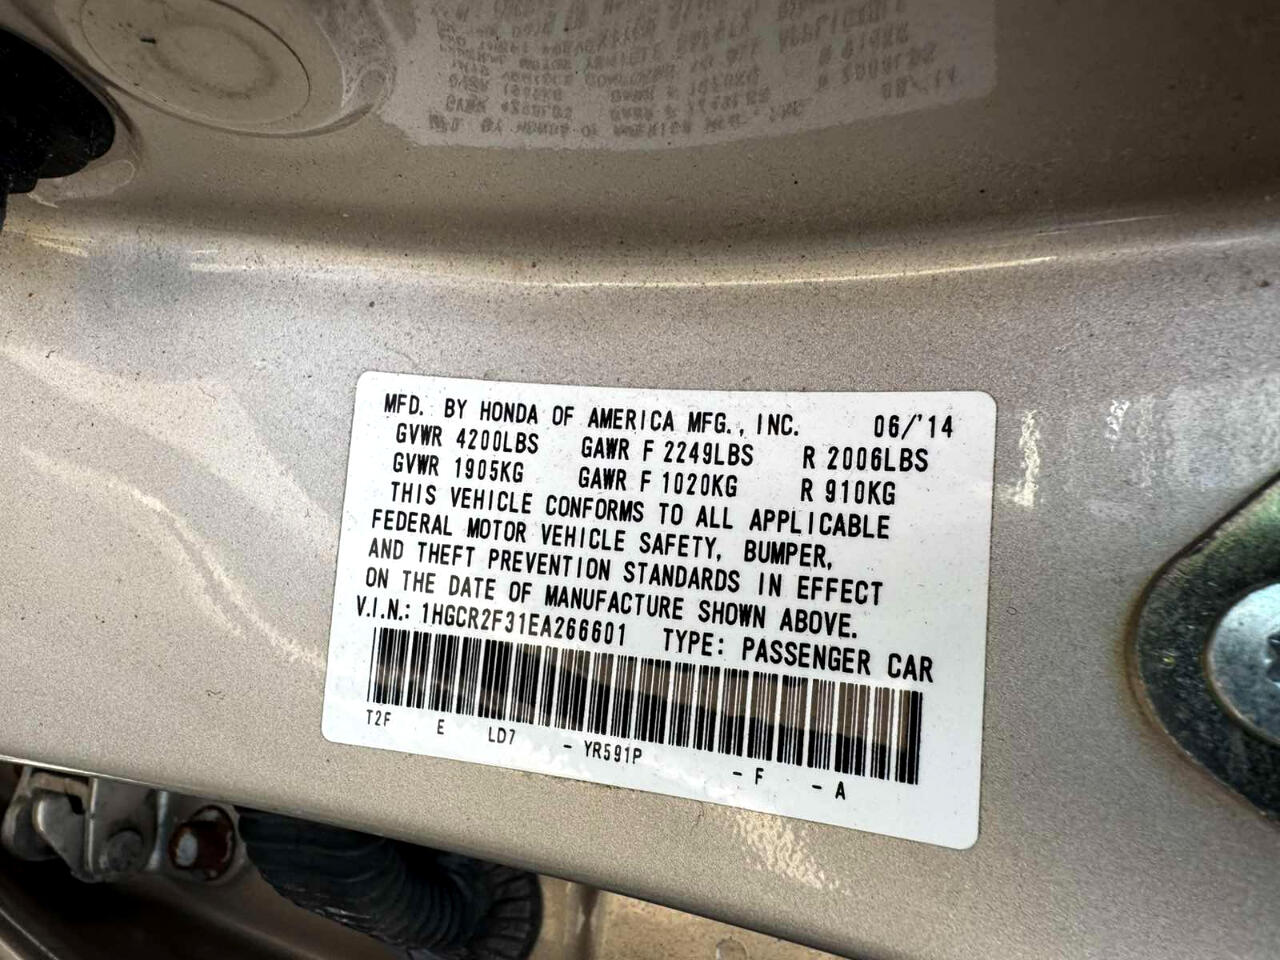 MFD. BY HONDA OF AMERICA MFG., INC. 06/'14
GVWR 4200LBS GAWR F 2249LBS R 2006LBS
GVWR 1905KG GAWR F 1020KG R 910KG
THIS VEHICLE CONFORMS TO ALL APPLICABLE
FEDERAL MOTOR VEHICLE SAFETY, BUMPER,
AND THEFT PREVENTION STANDARDS IN EFFECT
ON THE DATE OF MANUFACTURE SHOWN ABOVE.
V.I.N.: 1HGCR2F31EA266601 TYPE: PASSENGER CAR
T2F E LD7 - YR591P - F - A